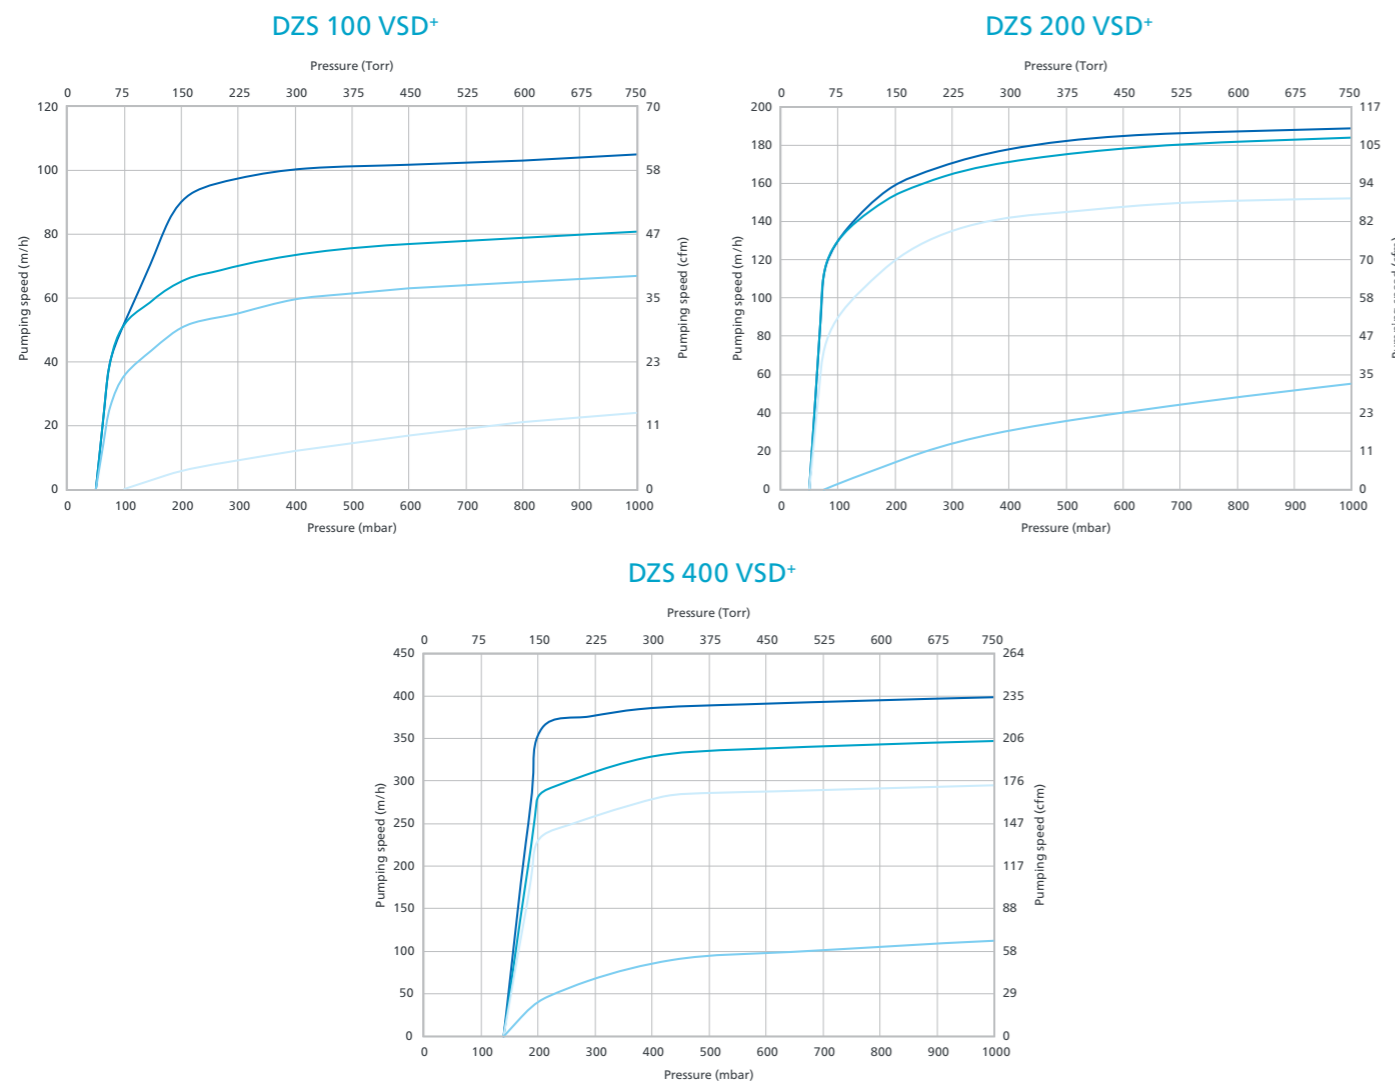 DZS 100 VSD+
Pressure (Torr)
0 75 150 225 300 375 450 525 600 675 750
120 70
100 58
80 47
60 35
40 23
20 11
0 0
Pumping speed (m/h)
Pumping speed (cfm)
0 100 200 300 400 500 600 700 800 900 1000
Pressure (mbar)
DZS 200 VSD+
Pressure (Torr)
0 75 150 225 300 375 450 525 600 675 750
200 117
180 105
160 94
140 82
120 70
100 58
80 47
60 35
40 23
20 11
0 0
Pumping speed (m/h)
0 100 200 300 400 500 600 700 800 900 1000
Pressure (mbar)
DZS 400 VSD+
Pressure (Torr)
0 75 150 225 300 375 450 525 600 675 750
450 264
400 235
350 206
300 176
250 147
200 117
150 88
100 58
50 29
0 0
Pumping speed (m/h)
Pumping speed (cfm)
0 100 200 300 400 500 600 700 800 900 1000
Pressure (mbar)